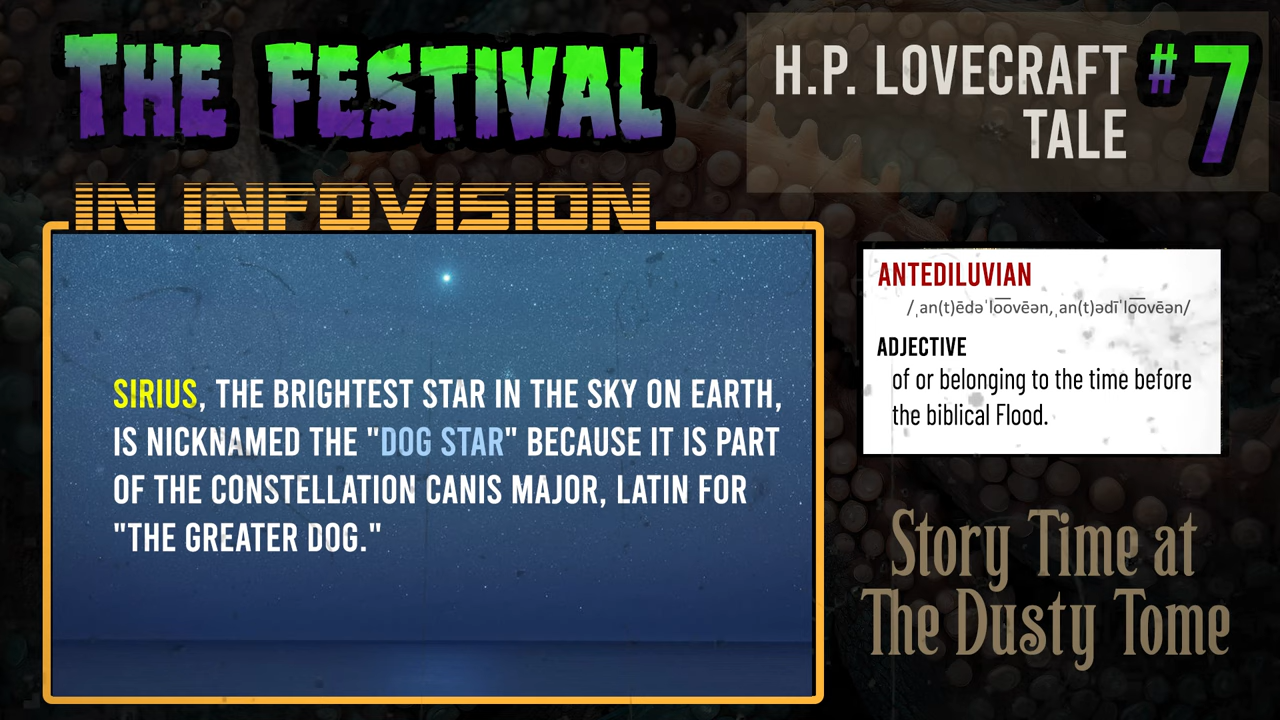 THE FESTIVAL
H.P. LOVECRAFT #7
TALE
IN INFOVISION
SIRIUS, THE BRIGHTEST STAR IN THE SKY ON EARTH,
IS NICKNAMED THE "DOG STAR" BECAUSE IT IS PART
OF THE CONSTELLATION CANIS MAJOR, LATIN FOR
"THE GREATER DOG."
ANTEDILUVIAN
/ˌan(t)ēdəˈlo͞ovēən,ˌan(t)ədīˈlo͞ovēən/
ADJECTIVE
of or belonging to the time before
the biblical Flood.
Story Time at
The Dusty Tome